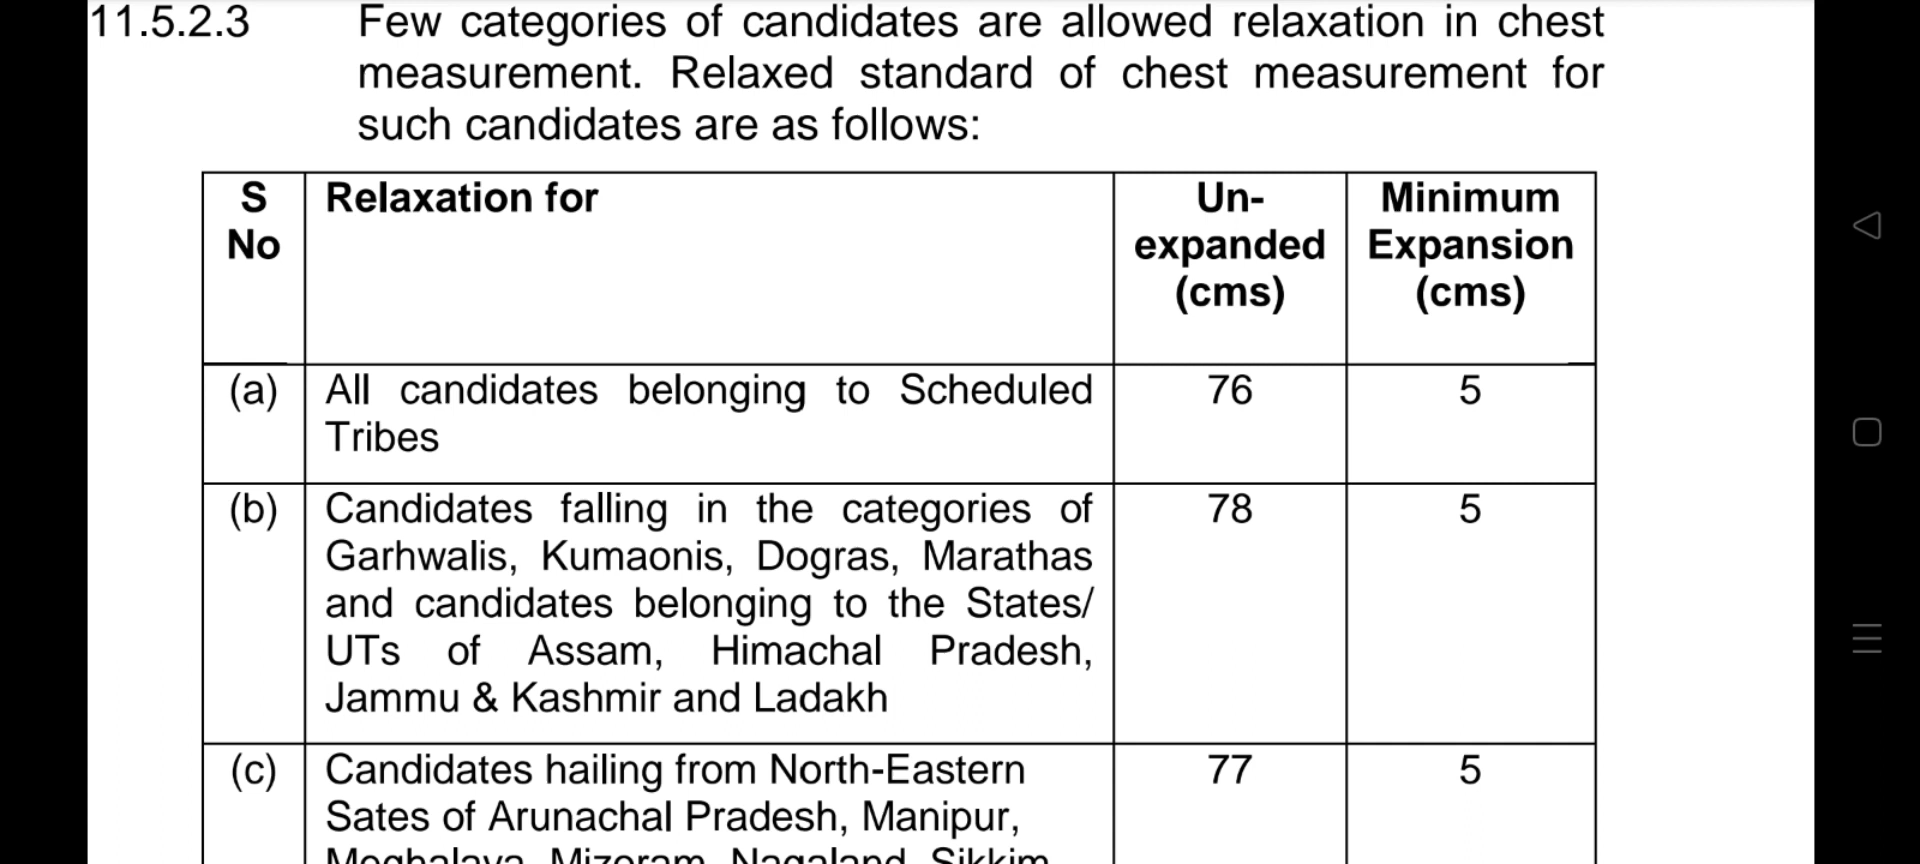 11.5.2.3 Few categories of candidates are allowed relaxation in chest
measurement. Relaxed standard of chest measurement for
such candidates are as follows:
S No Relaxation for Un-expanded (cms) Minimum Expansion (cms)
(a) All candidates belonging to Scheduled 76 5
Tribes
(b) Candidates falling in the categories of 78 5
Garhwalis, Kumaonis, Dogras, Marathas
and candidates belonging to the States/
UTs of Assam, Himachal Pradesh,
Jammu & Kashmir and Ladakh
(c) Candidates hailing from North-Eastern 77 5
Sates of Arunachal Pradesh, Manipur,
Meghalaya, Mizoram, Nagaland, Sikkim